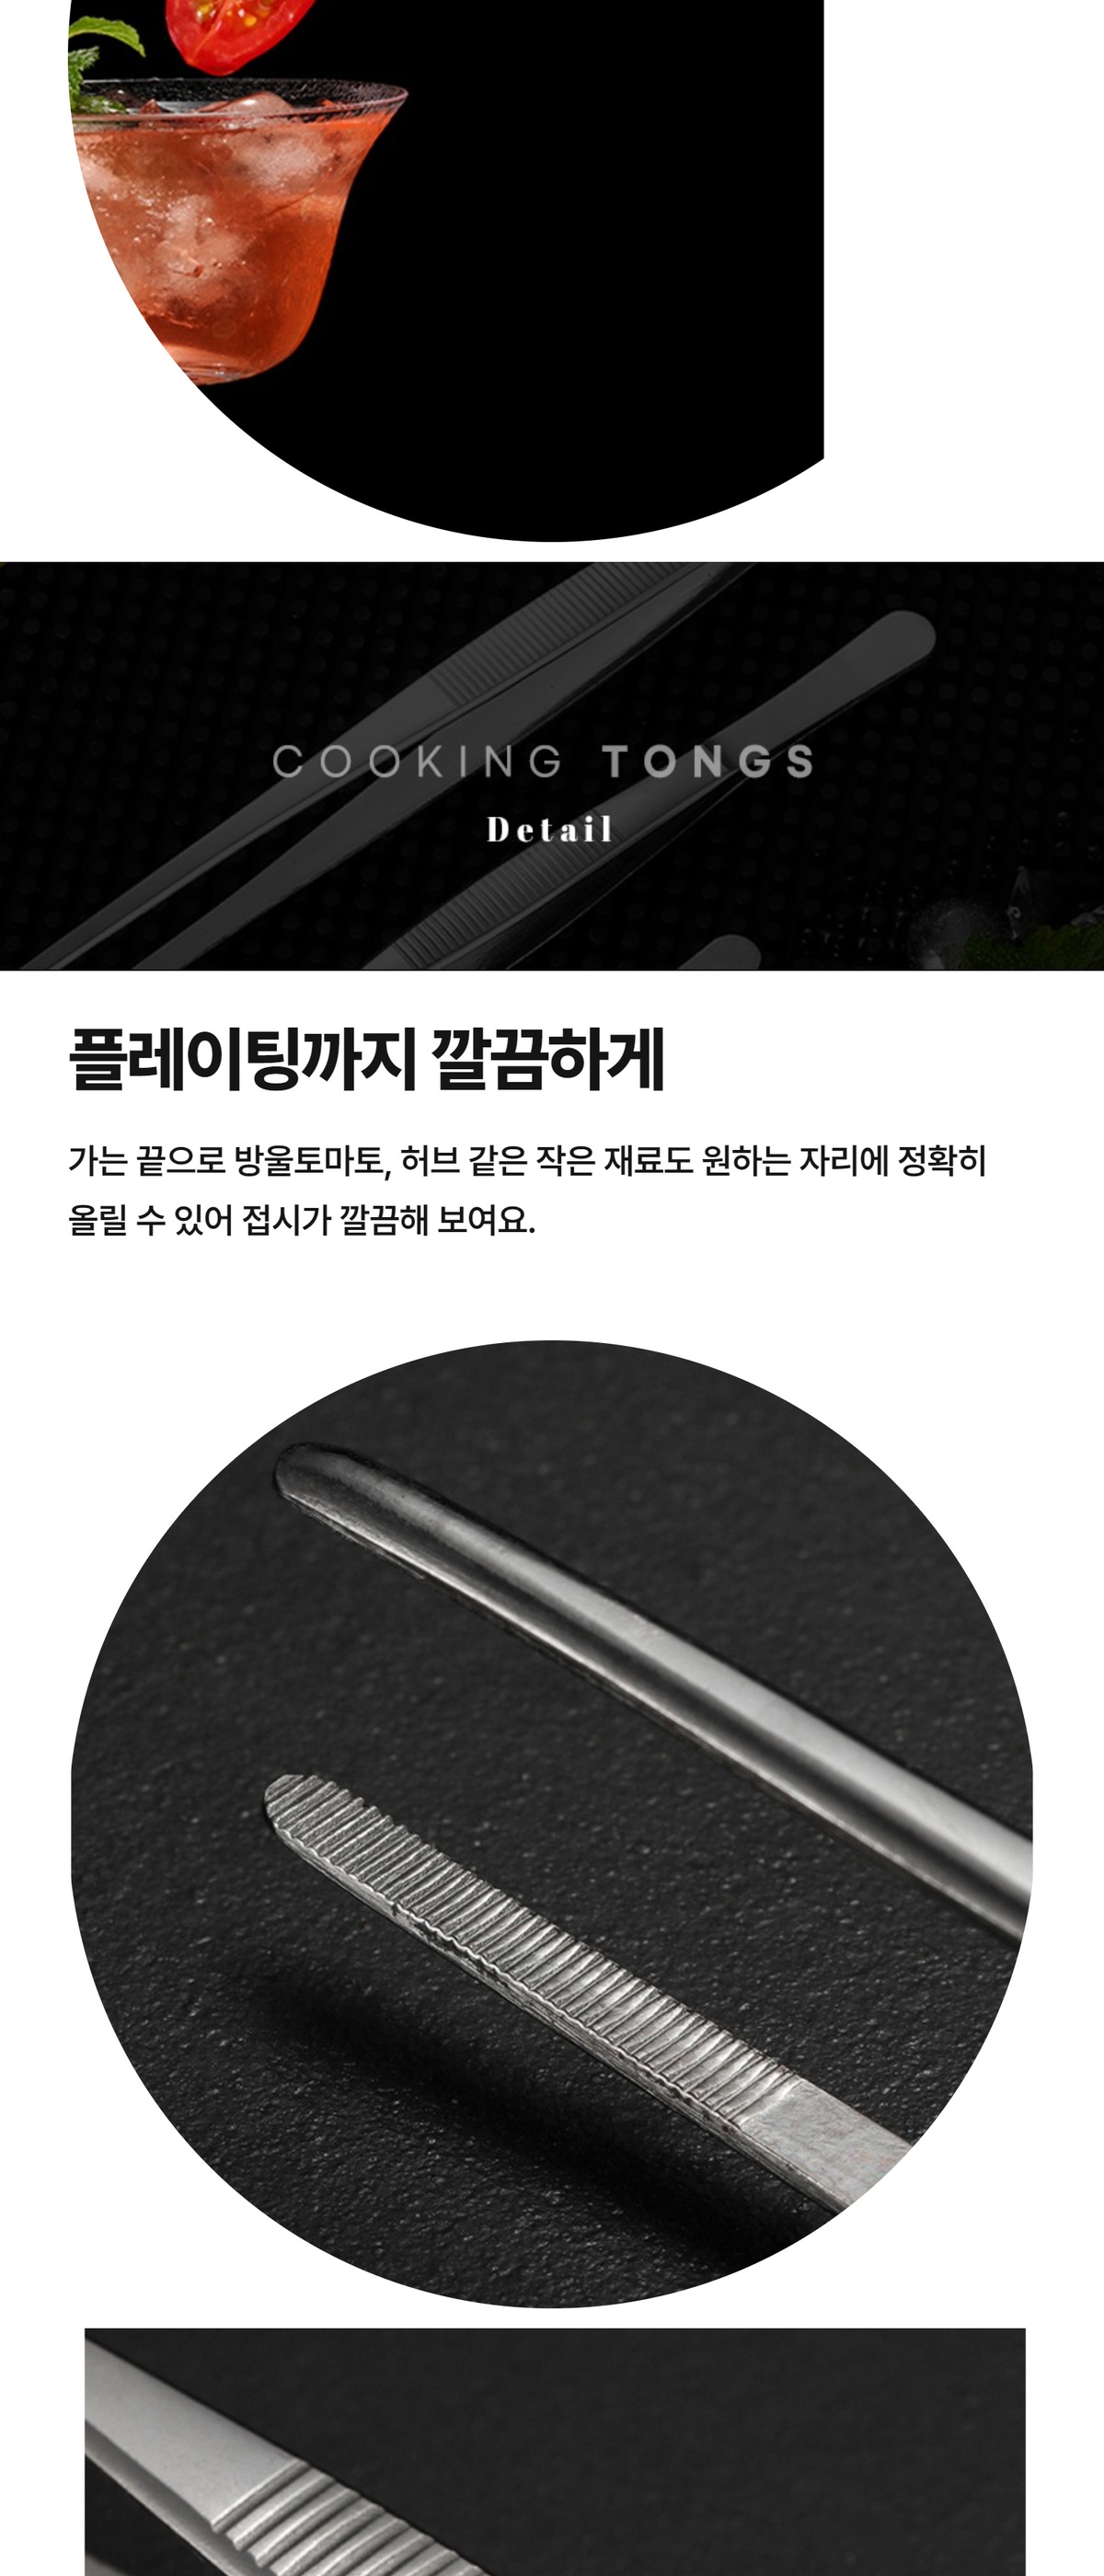 COOKING TONGS
Detail
플레이팅까지 깔끔하게
가는 끝으로 방울토마토, 허브 같은 작은 재료도 원하는 자리에 정확히
올릴 수 있어 접시가 깔끔해 보여요.